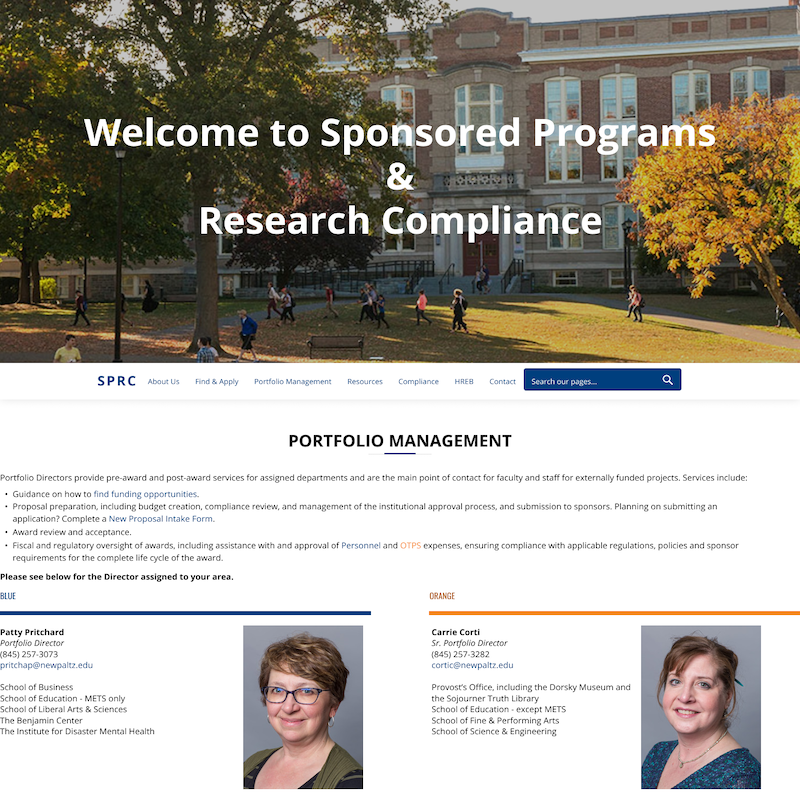 Welcome to Sponsored Programs
&
Research Compliance
SPRC About Us Find & Apply Portfolio Management Resources Compliance HREB Contact Search our pages...
PORTFOLIO MANAGEMENT
Portfolio Directors provide pre-award and post-award services for assigned departments and are the main point of contact for faculty and staff for externally funded projects. Services include:
• Guidance on how to find funding opportunities.
• Proposal preparation, including budget creation, compliance review, and management of the institutional approval process, and submission to sponsors. Planning on submitting an
application? Complete a New Proposal Intake Form.
• Award review and acceptance.
• Fiscal and regulatory oversight of awards, including assistance with and approval of Personnel and OTPS expenses, ensuring compliance with applicable regulations, policies and sponsor
requirements for the complete life cycle of the award.
Please see below for the Director assigned to your area.
BLUE
Patty Pritchard
Portfolio Director
(845) 257-3073
pritchap@newpaltz.edu
School of Business
School of Education - METS only
School of Liberal Arts & Sciences
The Benjamin Center
The Institute for Disaster Mental Health
ORANGE
Carrie Corti
Sr. Portfolio Director
(845) 257-3282
cortic@newpaltz.edu
Provost's Office, including the Dorsky Museum and
the Sojourner Truth Library
School of Education - except METS
School of Fine & Performing Arts
School of Science & Engineering